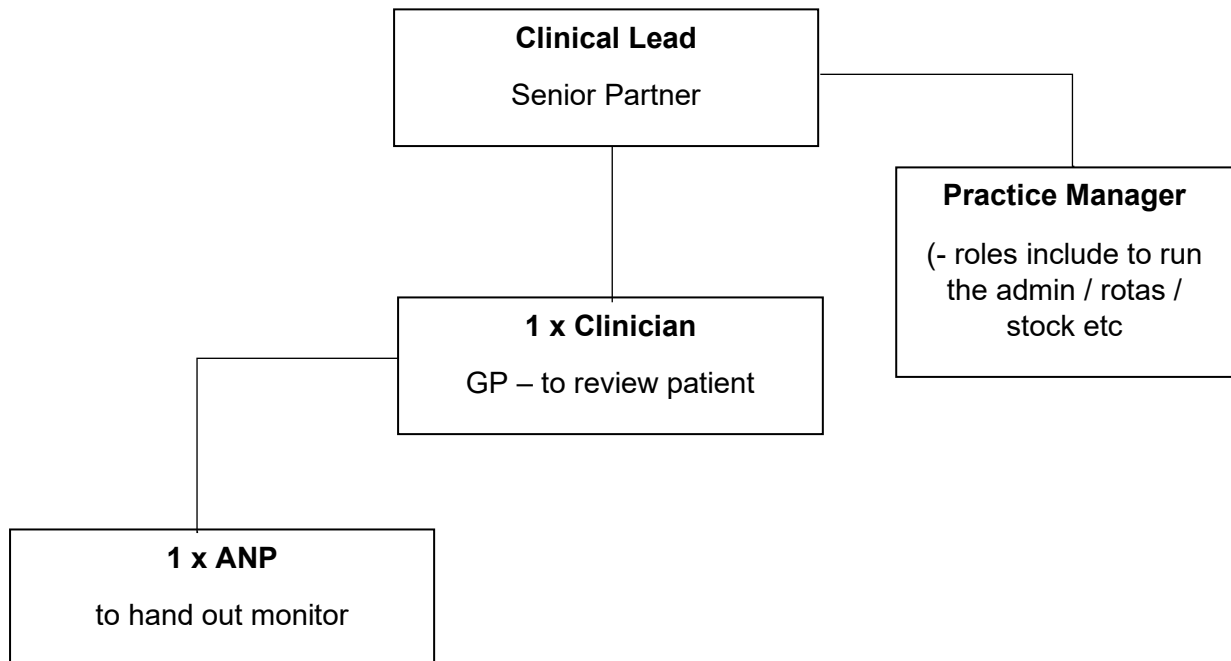 Clinical Lead
Senior Partner
Practice Manager
(- roles include to run
the admin / rotas /
stock etc
1 x Clinician
GP – to review patient
1 x ANP
to hand out monitor